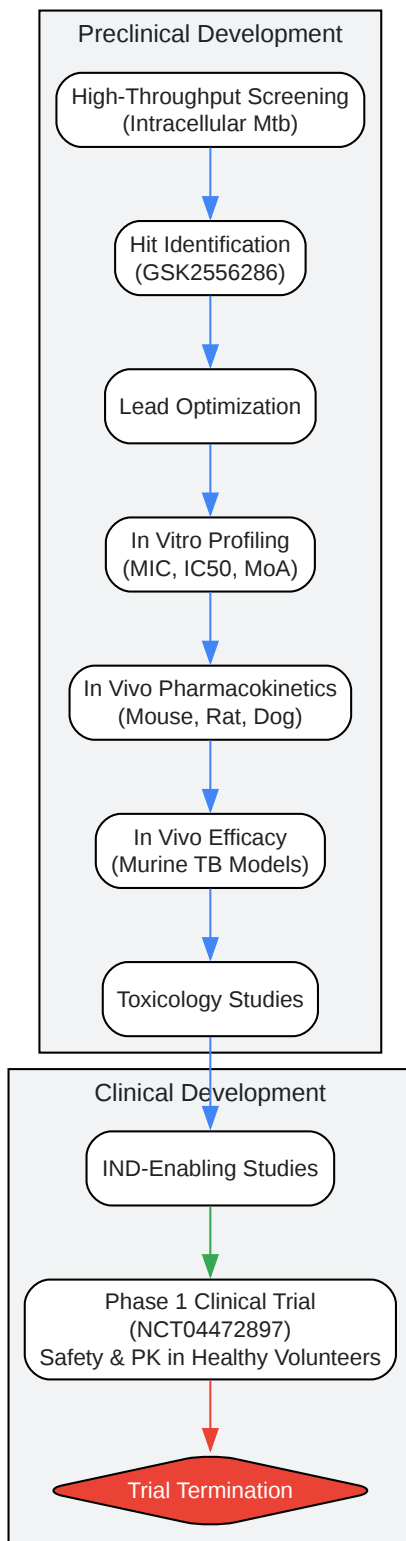 Preclinical Development
High-Throughput Screening
(Intracellular Mtb)
Hit Identification
(GSK2556286)
Lead Optimization
In Vitro Profiling
(MIC, IC50, MoA)
In Vivo Pharmacokinetics
(Mouse, Rat, Dog)
In Vivo Efficacy
(Murine TB Models)
Toxicology Studies
Clinical Development
IND-Enabling Studies
Phase 1 Clinical Trial
(NCT04472897)
Safety & PK in Healthy Volunteers
Trial Termination